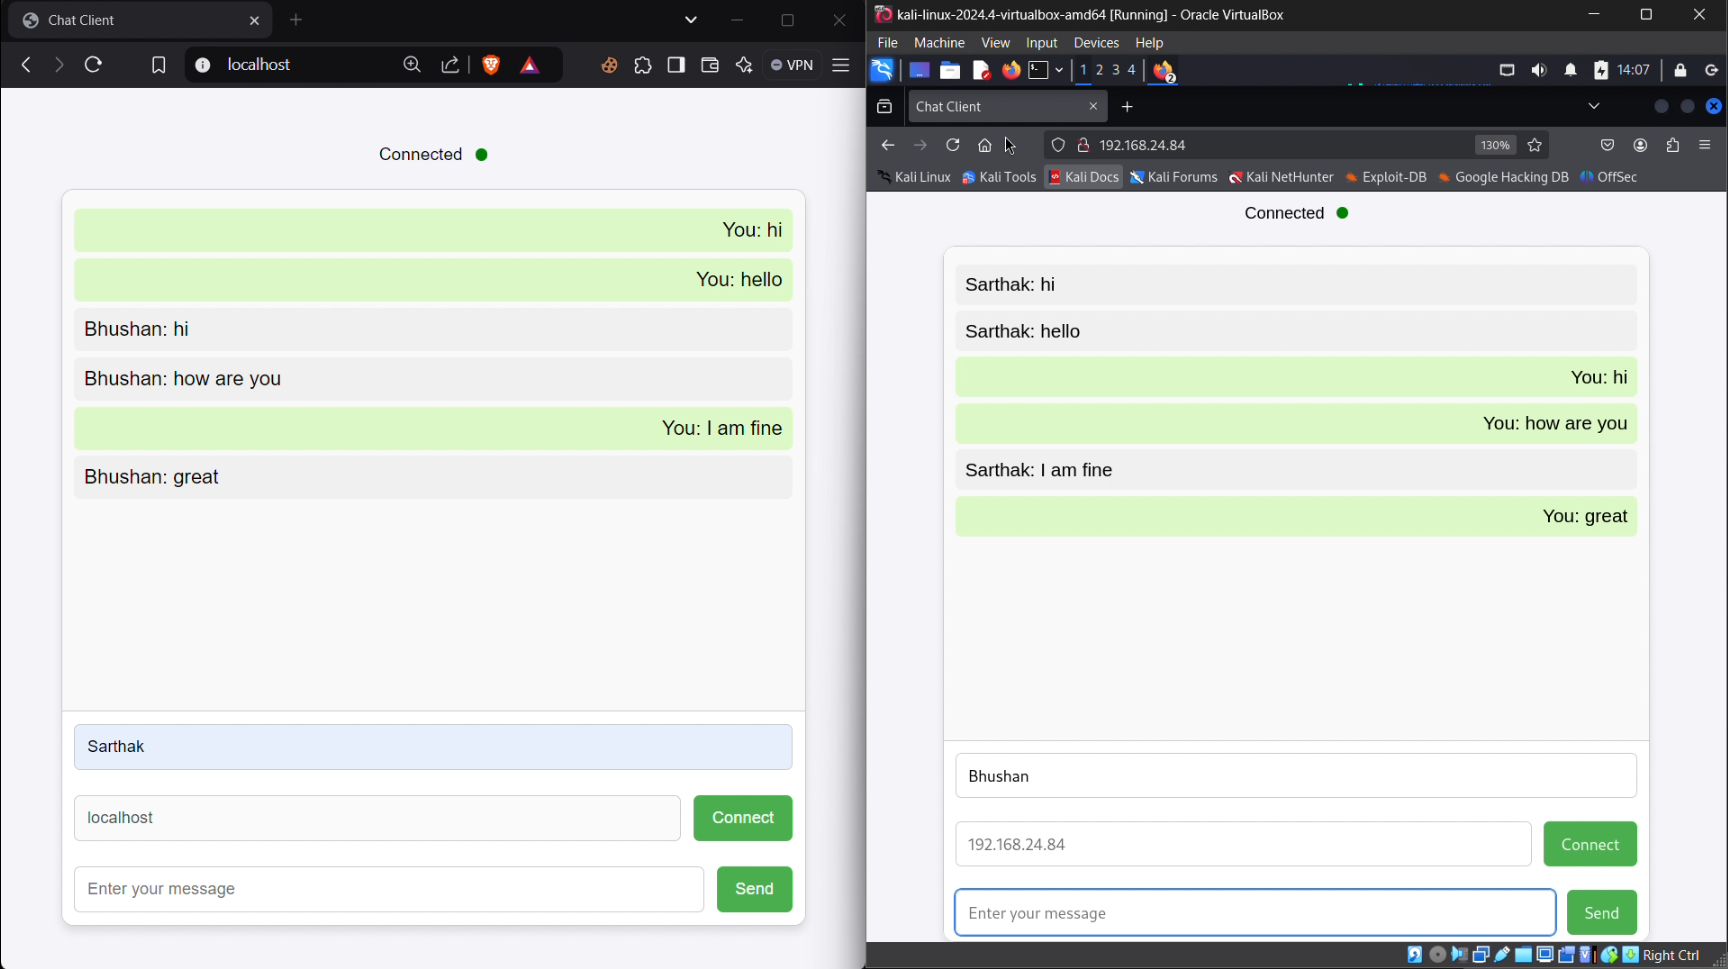 Chat Client
localhost
VPN
Connected
You: hi
You: hello
Bhushan: hi
Bhushan: how are you
You: I am fine
Bhushan: great
Sarthak
localhost
Connect
Enter your message
Send
kali-linux-2024.4-virtualbox-amd64 [Running] - Oracle VirtualBox
File Machine View Input Devices Help
1 2 3 4
2
14:07
Chat Client
192.168.24.84
130%
Kali Linux Kali Tools Kali Docs Kali Forums Kali NetHunter Exploit-DB Google Hacking DB OffSec
Connected
Sarthak: hi
Sarthak: hello
You: hi
You: how are you
Sarthak: I am fine
You: great
Bhushan
192.168.24.84
Connect
Enter your message
Send
Right Ctrl